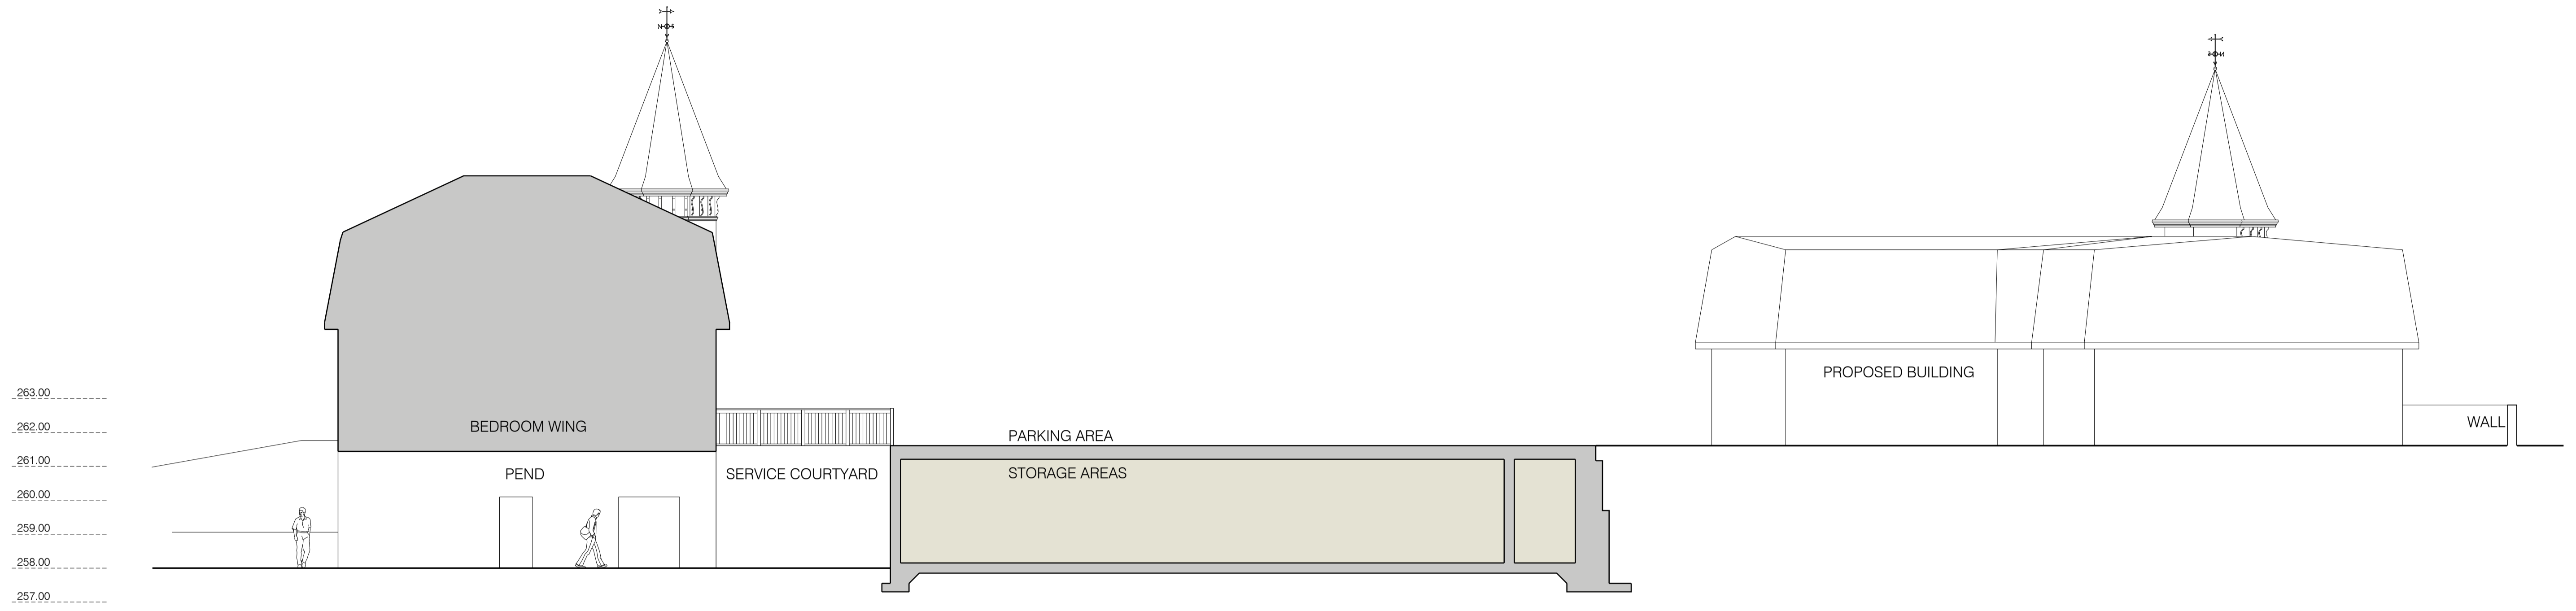 N S
S N
PROPOSED BUILDING
263.00
WALL
BEDROOM WING
262.00
PARKING AREA
261.00
PEND
SERVICE COURTYARD
STORAGE AREAS
260.00
259.00
258.00
257.00